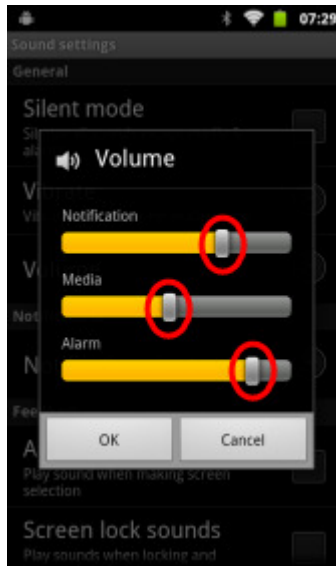 07:29
Sound settings
General
Silent mode
Volume
Notification
Media
Alarm
OK
Cancel
Play sound when making screen
selection
Screen lock sounds
Play sounds when locking and